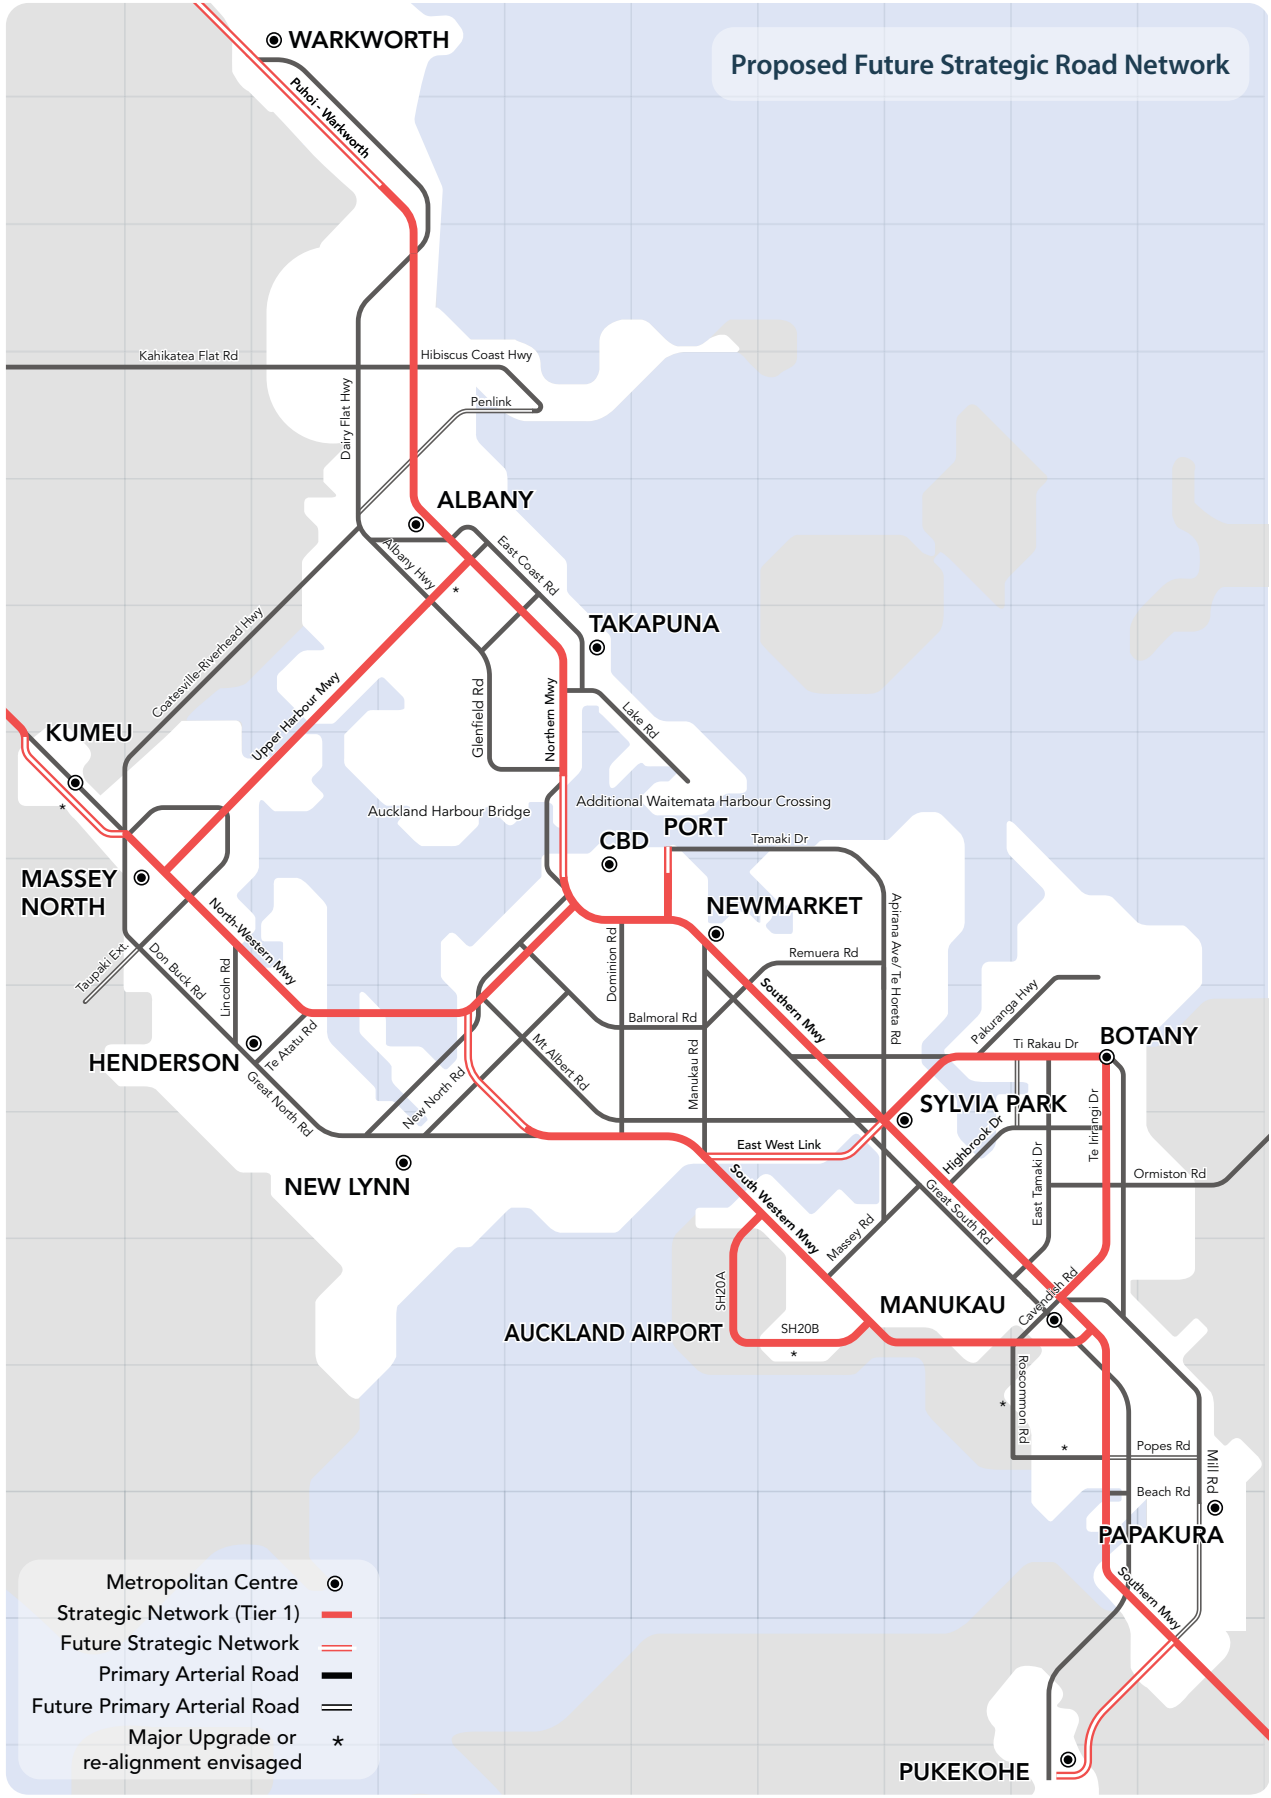 WARKWORTH
Proposed Future Strategic Road Network
Puhoi - Warkworth
Kahikatea Flat Rd
Hibiscus Coast Hwy
Penlink
Dairy Flat Hwy
ALBANY
Albany Hwy
East Coast Rd
*
TAKAPUNA
Coatesville-Riverhead Hwy
Upper Harbour Mwy
Glenfield Rd
Northern Mwy
Lake Rd
KUMEU
*
Auckland Harbour Bridge
Additional Waitemata Harbour Crossing
PORT
CBD
Tamaki Dr
MASSEY
NORTH
NEWMARKET
North-Western Mwy
Taupaki Ext.
Don Buck Rd
Lincoln Rd
Dominion Rd
Remuera Rd
Apirana Ave/ Te Horeta Rd
Southern Mwy
Pakuranga Hwy
Balmoral Rd
BOTANY
Ti Rakau Dr
HENDERSON
Te Atatu Rd
Great North Rd
New North Rd
Mt Albert Rd
Manukau Rd
SYLVIA PARK
Te Irirangi Dr
East West Link
Highbrook Dr
East Tamaki Dr
Ormiston Rd
NEW LYNN
South Western Mwy
Massey Rd
Great South Rd
SH20A
Cavendish Rd
MANUKAU
AUCKLAND AIRPORT
SH20B
*
Roscommon Rd
*
*
Popes Rd
Mill Rd
Beach Rd
PAPAKURA
Southern Mwy
PUKEKOHE
Metropolitan Centre
Strategic Network (Tier 1)
Future Strategic Network
Primary Arterial Road
Future Primary Arterial Road
Major Upgrade or *
re-alignment envisaged